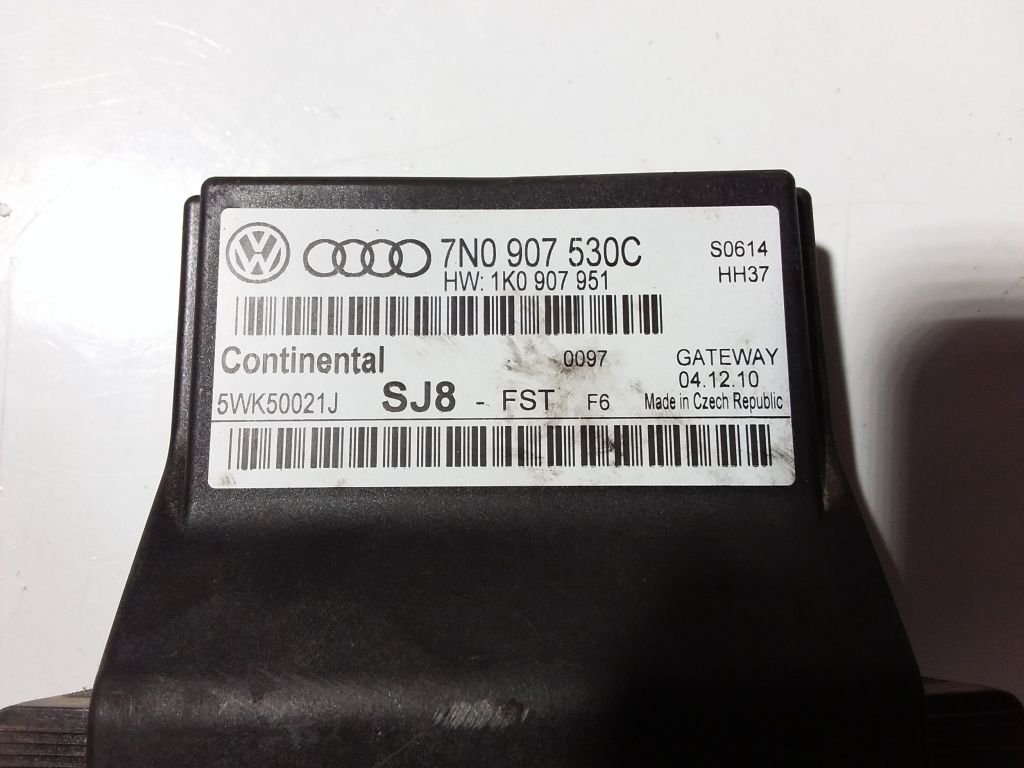 7N0 907 530C S0614
HW: 1K0 907 951 HH37
Continental 0097 GATEWAY
04.12.10
5WK50021J SJ8 - FST F6 Made in Czech Republic